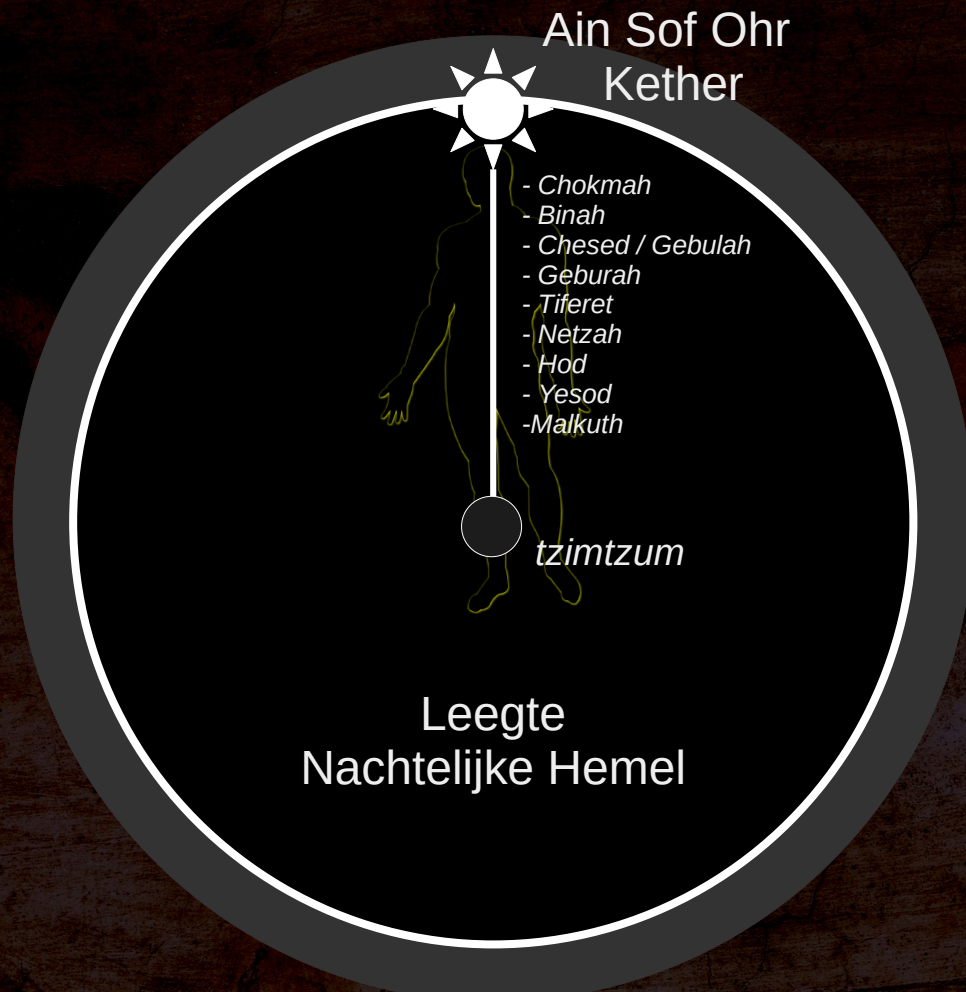 Ain Sof Ohr
Kether
- Chokmah
- Binah
- Chesed / Gebulah
- Geburah
- Tiferet
- Netzah
- Hod
- Yesod
-Malkuth
tzimtzum
Leegte
Nachtelijke Hemel